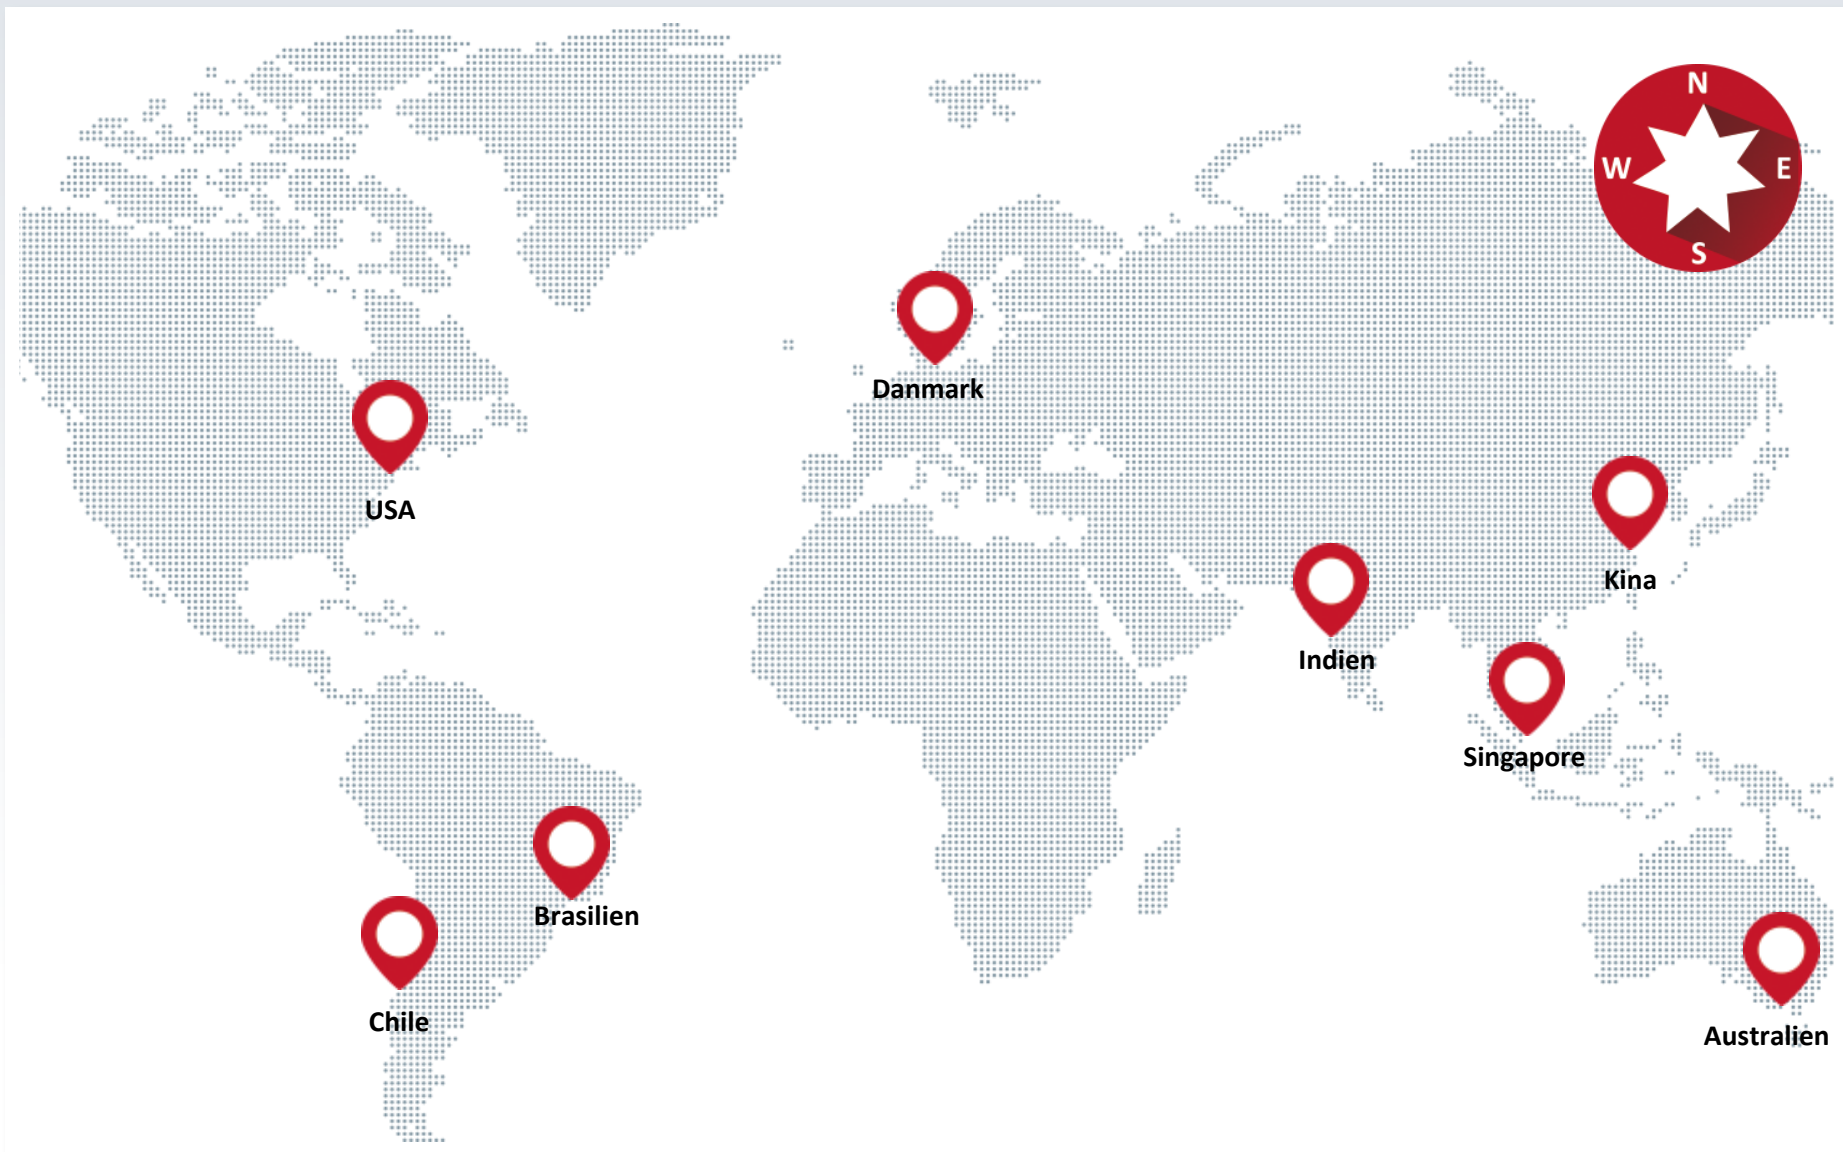 N
W
E
S
Danmark
USA
Kina
Indien
Singapore
Brasilien
Chile
Australien